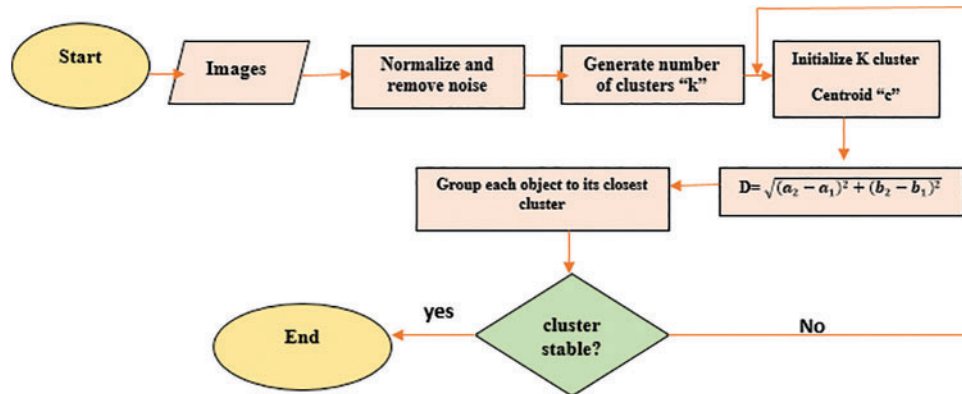 Start
Images
Normalize and
remove noise
Generate number
of clusters “k”
Initialize K cluster
Centroid “c”
D= √(a₂ − a₁)² + (b₂ − b₁)²
Group each object to its closest
cluster
cluster
stable?
yes
No
End